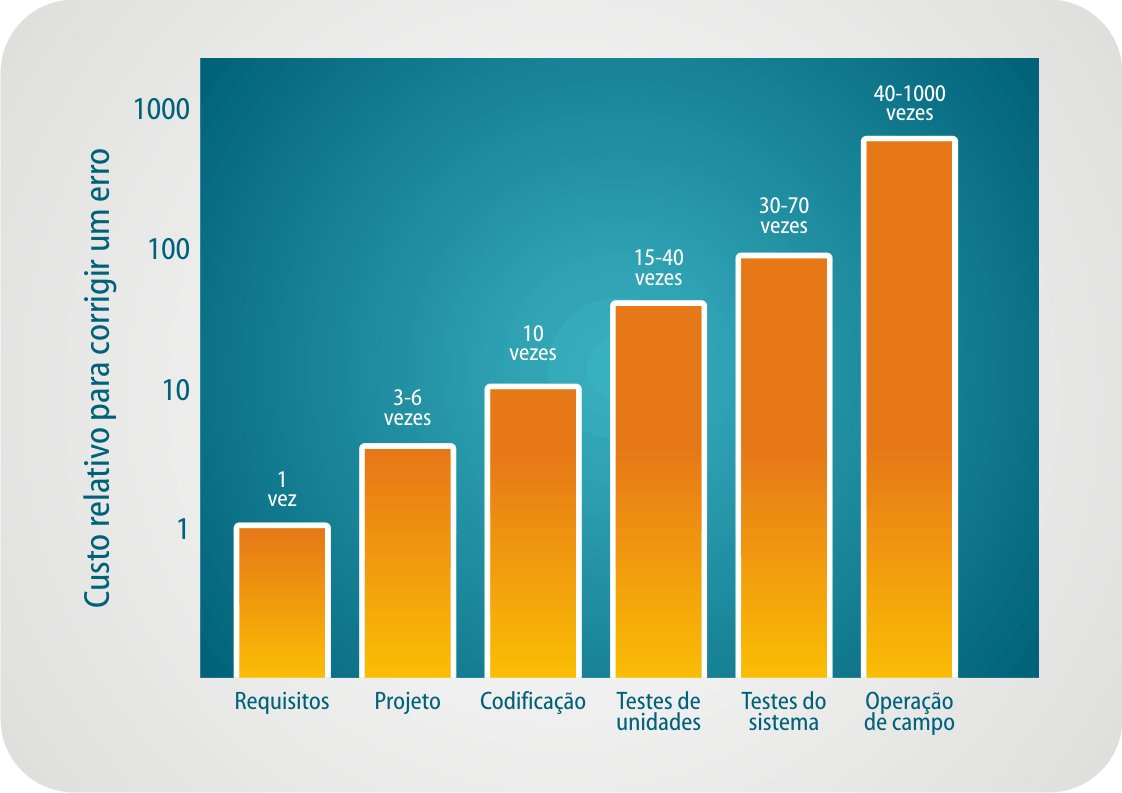 Custo relativo para corrigir um erro
1000
100
10
1
1
vez
3-6
vezes
10
vezes
15-40
vezes
30-70
vezes
40-1000
vezes
Requisitos
Projeto
Codificação
Testes de
unidades
Testes do
sistema
Operação
de campo